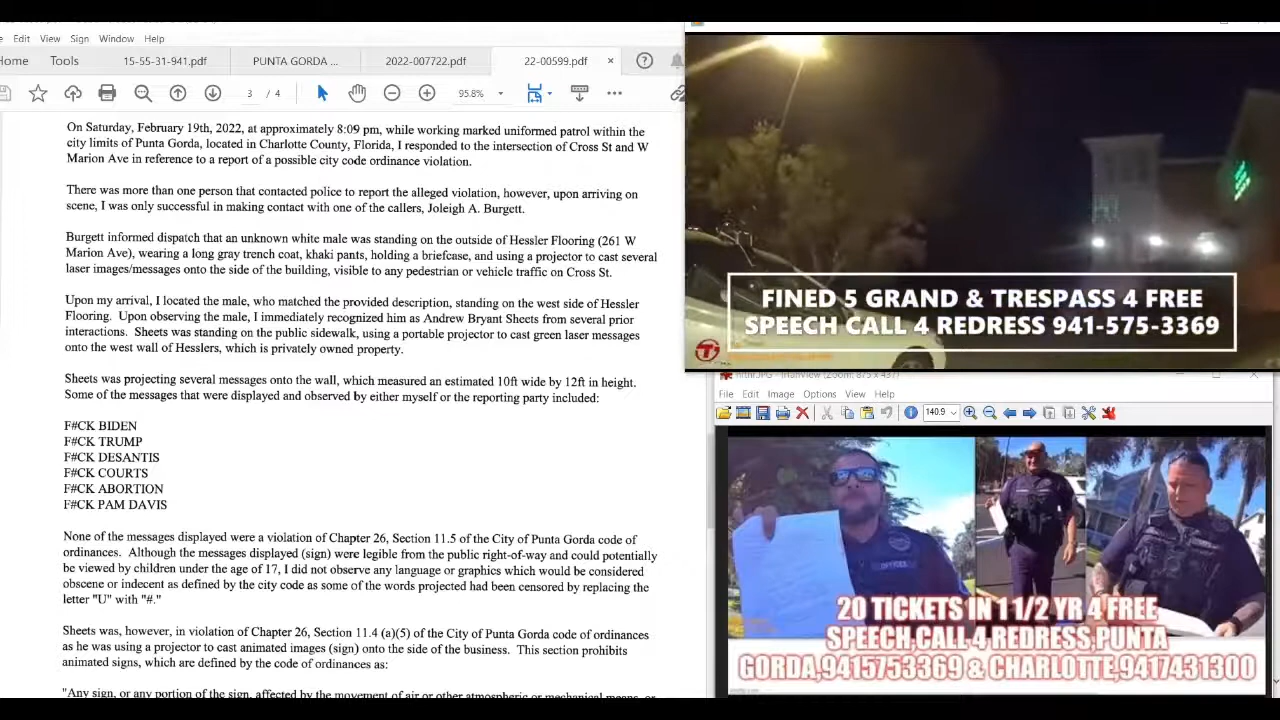 Edit View Sign Window Help
Home Tools 15-55-31-941.pdf PUNTA GORDA ... 2022-007722.pdf 22-00599.pdf
3 / 4 95.8%
On Saturday, February 19th, 2022, at approximately 8:09 pm, while working marked uniformed patrol within the
city limits of Punta Gorda, located in Charlotte County, Florida, I responded to the intersection of Cross St and W
Marion Ave in reference to a report of a possible city code ordinance violation.
There was more than one person that contacted police to report the alleged violation, however, upon arriving on
scene, I was only successful in making contact with one of the callers, Joleigh A. Burgett.
Burgett informed dispatch that an unknown white male was standing on the outside of Hessler Flooring (261 W
Marion Ave), wearing a long gray trench coat, khaki pants, holding a briefcase, and using a projector to cast several
laser images/messages onto the side of the building, visible to any pedestrian or vehicle traffic on Cross St.
Upon my arrival, I located the male, who matched the provided description, standing on the west side of Hessler
Flooring. Upon observing the male, I immediately recognized him as Andrew Bryant Sheets from several prior
interactions. Sheets was standing on the public sidewalk, using a portable projector to cast green laser messages
onto the west wall of Hesslers, which is privately owned property.
Sheets was projecting several messages onto the wall, which measured an estimated 10ft wide by 12ft in height.
Some of the messages that were displayed and observed by either myself or the reporting party included:
F#CK BIDEN
F#CK TRUMP
F#CK DESANTIS
F#CK COURTS
F#CK ABORTION
F#CK PAM DAVIS
None of the messages displayed were a violation of Chapter 26, Section 11.5 of the City of Punta Gorda code of
ordinances. Although the messages displayed (sign) were legible from the public right-of-way and could potentially
be viewed by children under the age of 17, I did not observe any language or graphics which would be considered
obscene or indecent as defined by the city code as some of the words projected had been censored by replacing the
letter "U" with "#."
Sheets was, however, in violation of Chapter 26, Section 11.4 (a)(5) of the City of Punta Gorda code of ordinances
as he was using a projector to cast animated images (sign) onto the side of the business. This section prohibits
animated signs, which are defined by the code of ordinances as:
"Any sign, or any portion of the sign, affected by the movement of air or other atmospheric or mechanical means, or
FINED 5 GRAND & TRESPASS 4 FREE
SPEECH CALL 4 REDRESS 941-575-3369
File Edit Image Options View Help
140.9
OFFICER
20 TICKETS IN 1 1/2 YR 4 FREE
SPEECH,CALL 4 REDRESS,PUNTA
GORDA,9415753369 & CHARLOTTE,9417431300